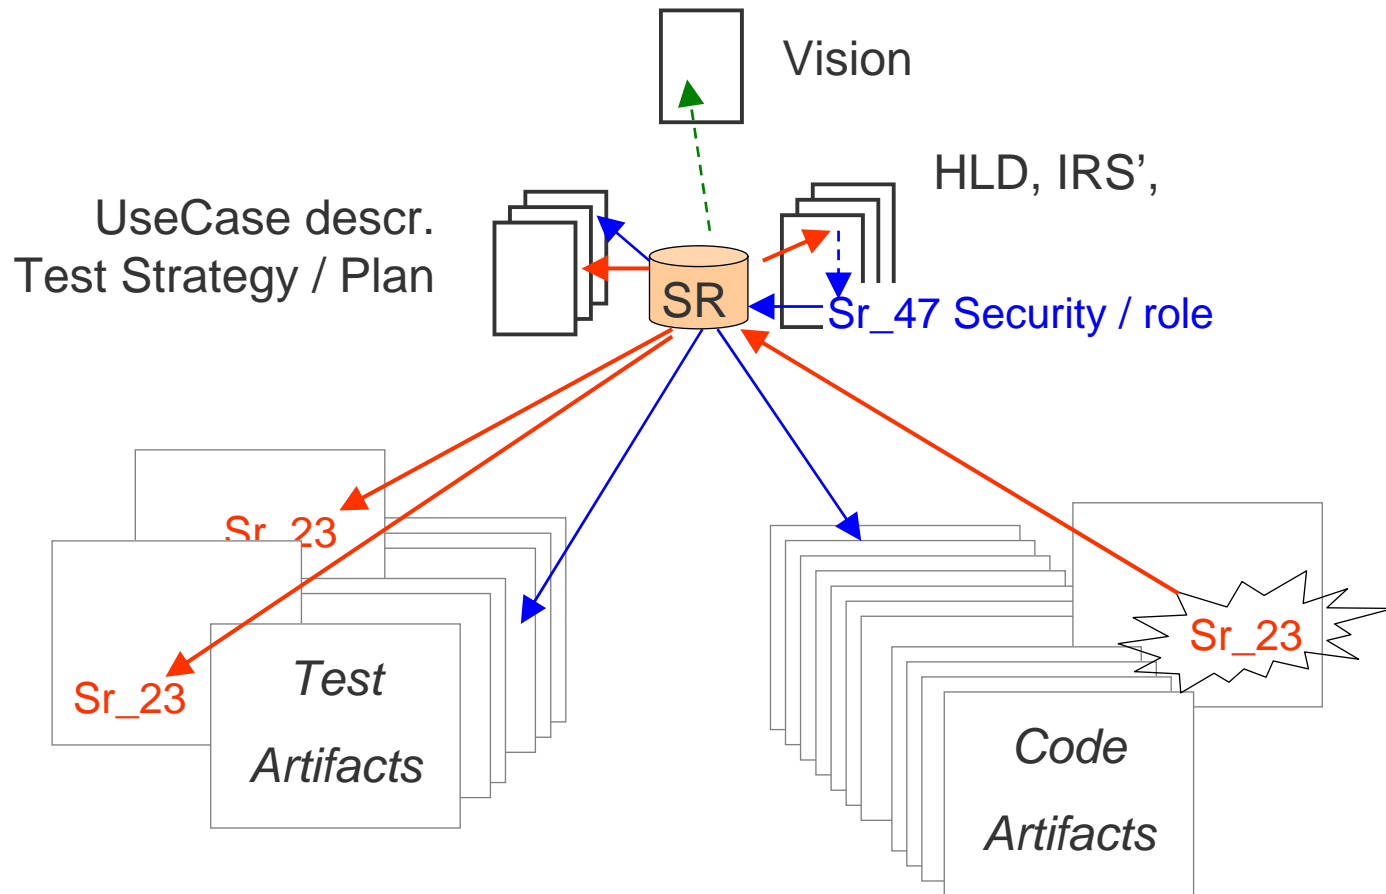 Vision
HLD, IRS’,
UseCase descr.
Test Strategy / Plan
SR
Sr_47 Security / role
Sr_23
Sr_23
Sr_23
Test
Artifacts
Code
Artifacts